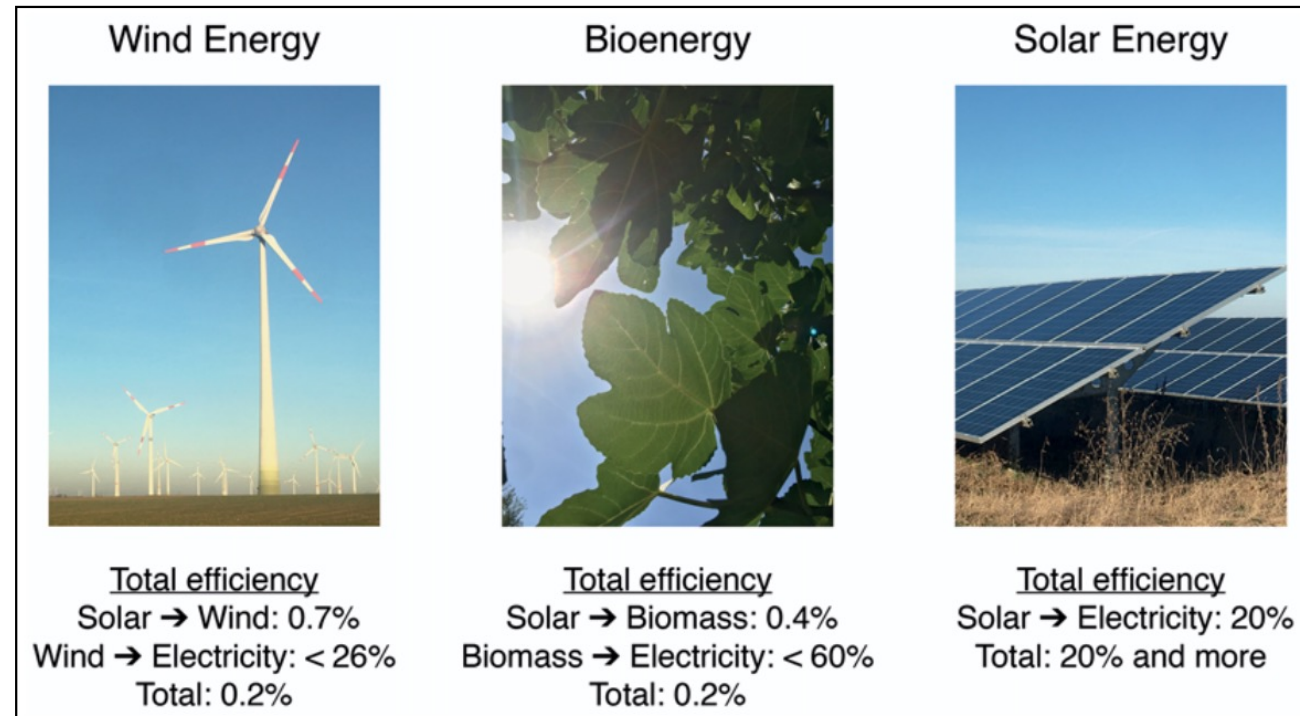 Wind Energy
Total efficiency
Solar ➔ Wind: 0.7%
Wind ➔ Electricity: < 26%
Total: 0.2%
Bioenergy
Total efficiency
Solar ➔ Biomass: 0.4%
Biomass ➔ Electricity: < 60%
Total: 0.2%
Solar Energy
Total efficiency
Solar ➔ Electricity: 20%
Total: 20% and more